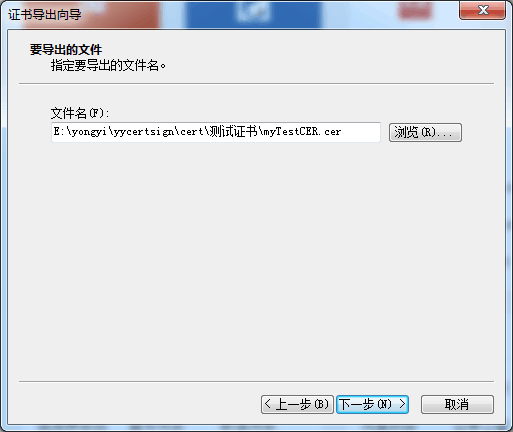 证书导出向导
要导出的文件
指定要导出的文件名。
文件名(F):
E:\yongyi\yycertsign\cert\测试证书\myTestCER.cer
浏览(R)...
< 上一步(B)
下一步(N) >
取消